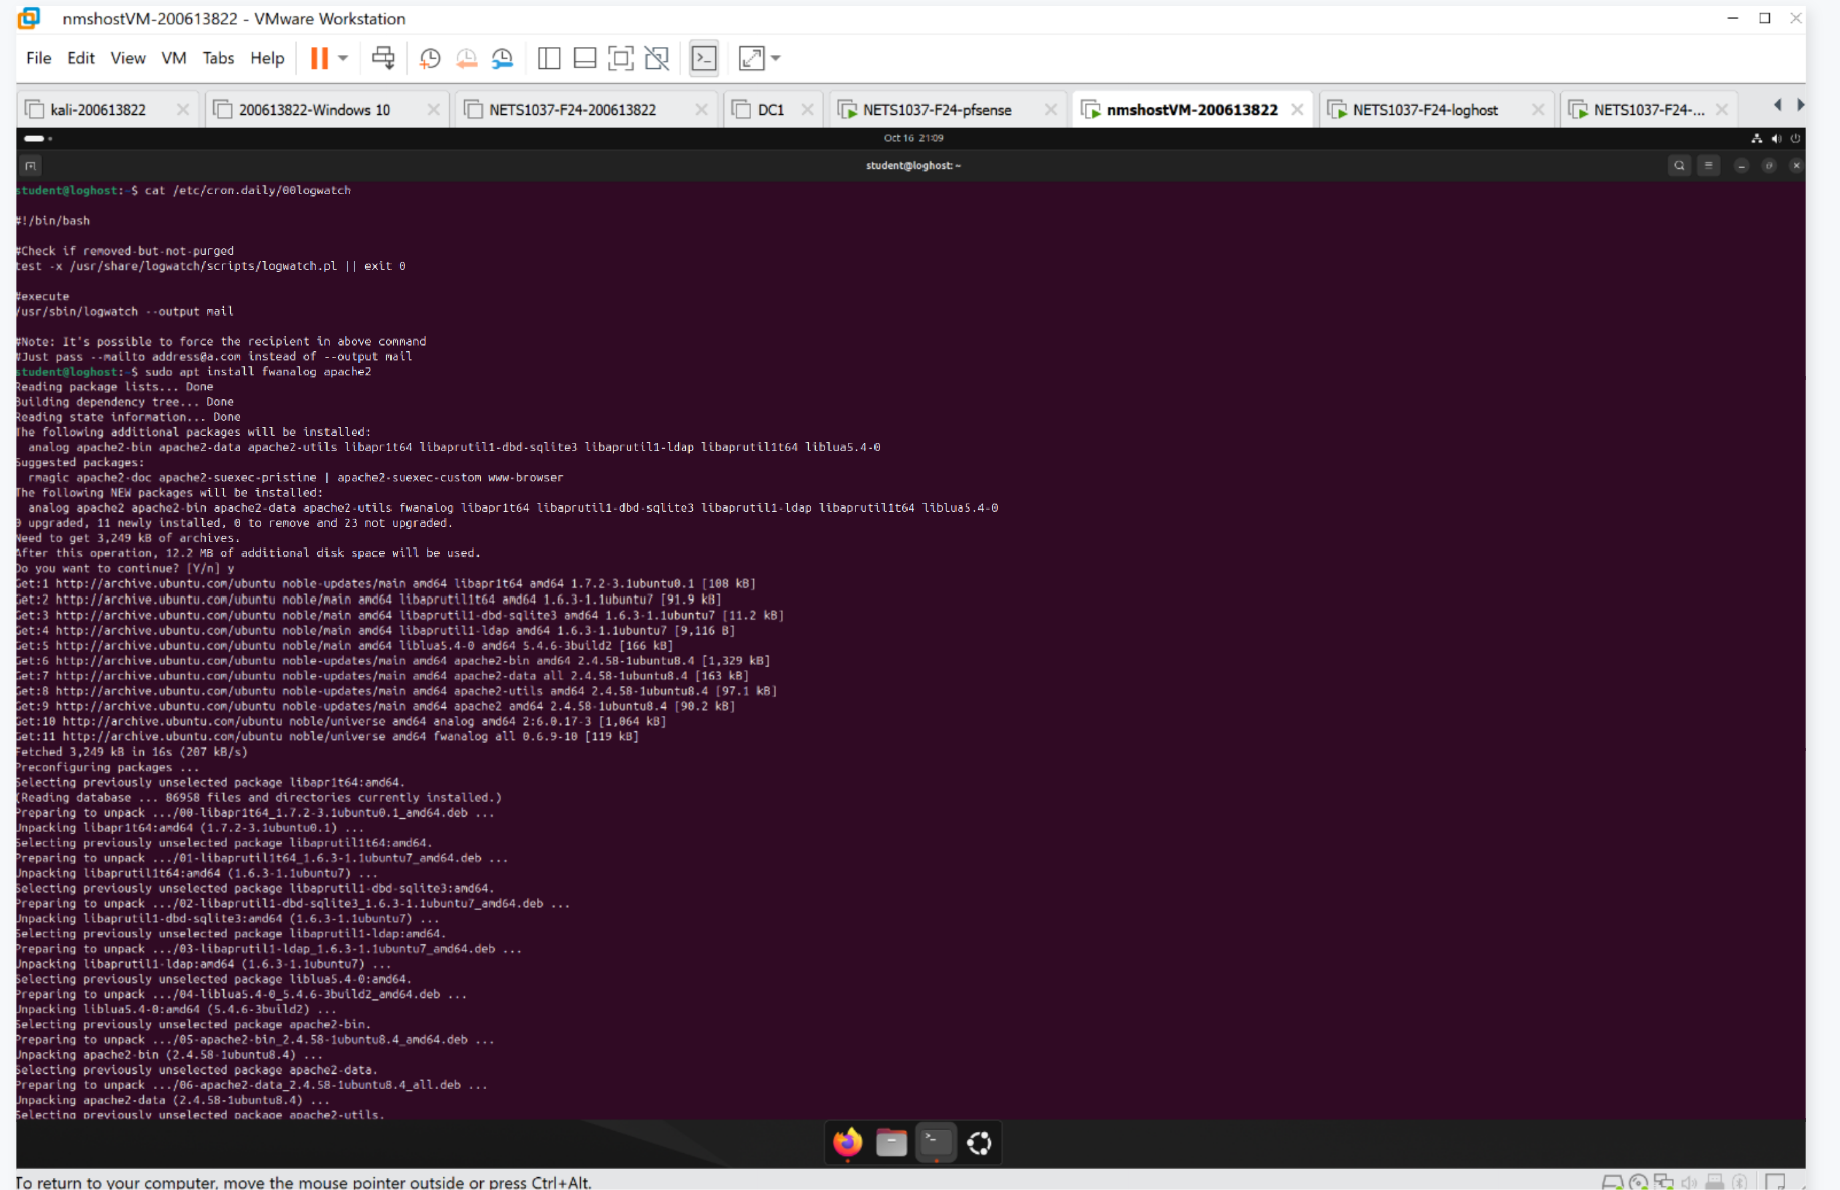 nmshostVM-200613822 - VMware Workstation
File Edit View VM Tabs Help
kali-200613822 200613822-Windows 10 NETS1037-F24-200613822 DC1 NETS1037-F24-pfsense nmshostVM-200613822 NETS1037-F24-loghost NETS1037-F24-...
Oct 16 21:09
student@loghost: ~
student@loghost:~$ cat /etc/cron.daily/00logwatch
#!/bin/bash
#Check if removed-but-not-purged
test -x /usr/share/logwatch/scripts/logwatch.pl || exit 0
#execute
/usr/sbin/logwatch --output mail
#Note: It's possible to force the recipient in above command
#Just pass --mailto address@a.com instead of --output mail
student@loghost:~$ sudo apt install fwanalog apache2
Reading package lists... Done
Building dependency tree... Done
Reading state information... Done
The following additional packages will be installed:
analog apache2-bin apache2-data apache2-utils libapr1t64 libaprutil1-dbd-sqlite3 libaprutil1-ldap libaprutil1t64 liblua5.4-0
Suggested packages:
rmagic apache2-doc apache2-suexec-pristine | apache2-suexec-custom www-browser
The following NEW packages will be installed:
analog apache2 apache2-bin apache2-data apache2-utils fwanalog libapr1t64 libaprutil1-dbd-sqlite3 libaprutil1-ldap libaprutil1t64 liblua5.4-0
0 upgraded, 11 newly installed, 0 to remove and 23 not upgraded.
Need to get 3,249 kB of archives.
After this operation, 12.2 MB of additional disk space will be used.
Do you want to continue? [Y/n] y
Get:1 http://archive.ubuntu.com/ubuntu noble-updates/main amd64 libapr1t64 amd64 1.7.2-3.1ubuntu0.1 [108 kB]
Get:2 http://archive.ubuntu.com/ubuntu noble/main amd64 libaprutil1t64 amd64 1.6.3-1.1ubuntu7 [91.9 kB]
Get:3 http://archive.ubuntu.com/ubuntu noble/main amd64 libaprutil1-dbd-sqlite3 amd64 1.6.3-1.1ubuntu7 [11.2 kB]
Get:4 http://archive.ubuntu.com/ubuntu noble/main amd64 libaprutil1-ldap amd64 1.6.3-1.1ubuntu7 [9,116 B]
Get:5 http://archive.ubuntu.com/ubuntu noble/main amd64 liblua5.4-0 amd64 5.4.6-3build2 [166 kB]
Get:6 http://archive.ubuntu.com/ubuntu noble-updates/main amd64 apache2-bin amd64 2.4.58-1ubuntu8.4 [1,329 kB]
Get:7 http://archive.ubuntu.com/ubuntu noble-updates/main amd64 apache2-data all 2.4.58-1ubuntu8.4 [163 kB]
Get:8 http://archive.ubuntu.com/ubuntu noble-updates/main amd64 apache2-utils amd64 2.4.58-1ubuntu8.4 [97.1 kB]
Get:9 http://archive.ubuntu.com/ubuntu noble-updates/main amd64 apache2 amd64 2.4.58-1ubuntu8.4 [90.2 kB]
Get:10 http://archive.ubuntu.com/ubuntu noble/universe amd64 analog amd64 2:6.0.17-3 [1,064 kB]
Get:11 http://archive.ubuntu.com/ubuntu noble/universe amd64 fwanalog all 0.6.9-10 [119 kB]
Fetched 3,249 kB in 16s (207 kB/s)
Preconfiguring packages ...
Selecting previously unselected package libapr1t64:amd64.
(Reading database ... 86958 files and directories currently installed.)
Preparing to unpack .../00-libapr1t64_1.7.2-3.1ubuntu0.1_amd64.deb ...
Unpacking libapr1t64:amd64 (1.7.2-3.1ubuntu0.1) ...
Selecting previously unselected package libaprutil1t64:amd64.
Preparing to unpack .../01-libaprutil1t64_1.6.3-1.1ubuntu7_amd64.deb ...
Unpacking libaprutil1t64:amd64 (1.6.3-1.1ubuntu7) ...
Selecting previously unselected package libaprutil1-dbd-sqlite3:amd64.
Preparing to unpack .../02-libaprutil1-dbd-sqlite3_1.6.3-1.1ubuntu7_amd64.deb ...
Unpacking libaprutil1-dbd-sqlite3:amd64 (1.6.3-1.1ubuntu7) ...
Selecting previously unselected package libaprutil1-ldap:amd64.
Preparing to unpack .../03-libaprutil1-ldap_1.6.3-1.1ubuntu7_amd64.deb ...
Unpacking libaprutil1-ldap:amd64 (1.6.3-1.1ubuntu7) ...
Selecting previously unselected package liblua5.4-0:amd64.
Preparing to unpack .../04-liblua5.4-0_5.4.6-3build2_amd64.deb ...
Unpacking liblua5.4-0:amd64 (5.4.6-3build2) ...
Selecting previously unselected package apache2-bin.
Preparing to unpack .../05-apache2-bin_2.4.58-1ubuntu8.4_amd64.deb ...
Unpacking apache2-bin (2.4.58-1ubuntu8.4) ...
Selecting previously unselected package apache2-data.
Preparing to unpack .../06-apache2-data_2.4.58-1ubuntu8.4_all.deb ...
Unpacking apache2-data (2.4.58-1ubuntu8.4) ...
Selecting previously unselected package apache2-utils.
To return to your computer, move the mouse pointer outside or press Ctrl+Alt.